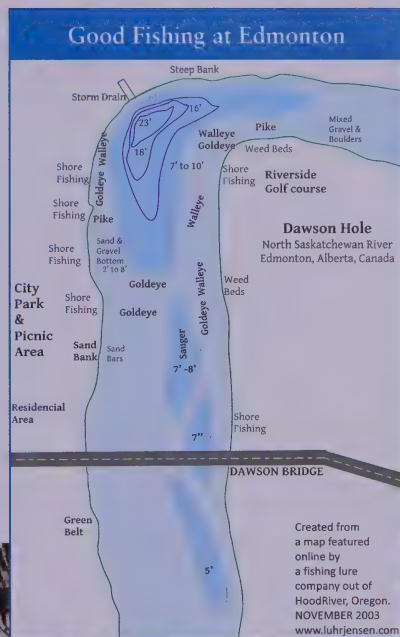 Good Fishing at Edmonton
Steep Bank
Storm Drain
16'
23'
18'
Walleye
Goldeye
Pike
Mixed
Gravel &
Boulders
Weed Beds
7' to 10'
Goldeye Walleye
Shore
Fishing
Shore
Fishing
Riverside
Golf course
Shore
Fishing
Pike
Walleye
Dawson Hole
North Saskatchewan River
Edmonton, Alberta, Canada
Shore
Fishing
Sand &
Gravel
Bottom
2' to 8'
City
Park
&
Picnic
Area
Goldeye
Goldeye Walleye
Weed
Beds
Shore
Fishing
Goldeye
Sand
Bank
Sand
Bars
Sauger
7' -8'
Residencial
Area
Shore
Fishing
7"
DAWSON BRIDGE
Green
Belt
5'
Created from
a map featured
online by
a fishing lure
company out of
HoodRiver, Oregon.
NOVEMBER 2003
www.luhrjensen.com